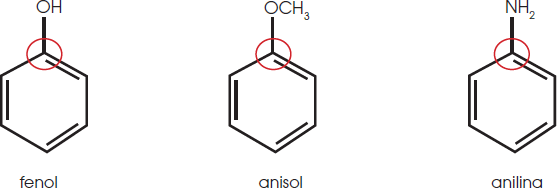 OH OCH₃ NH₂
fenol anisol anilina